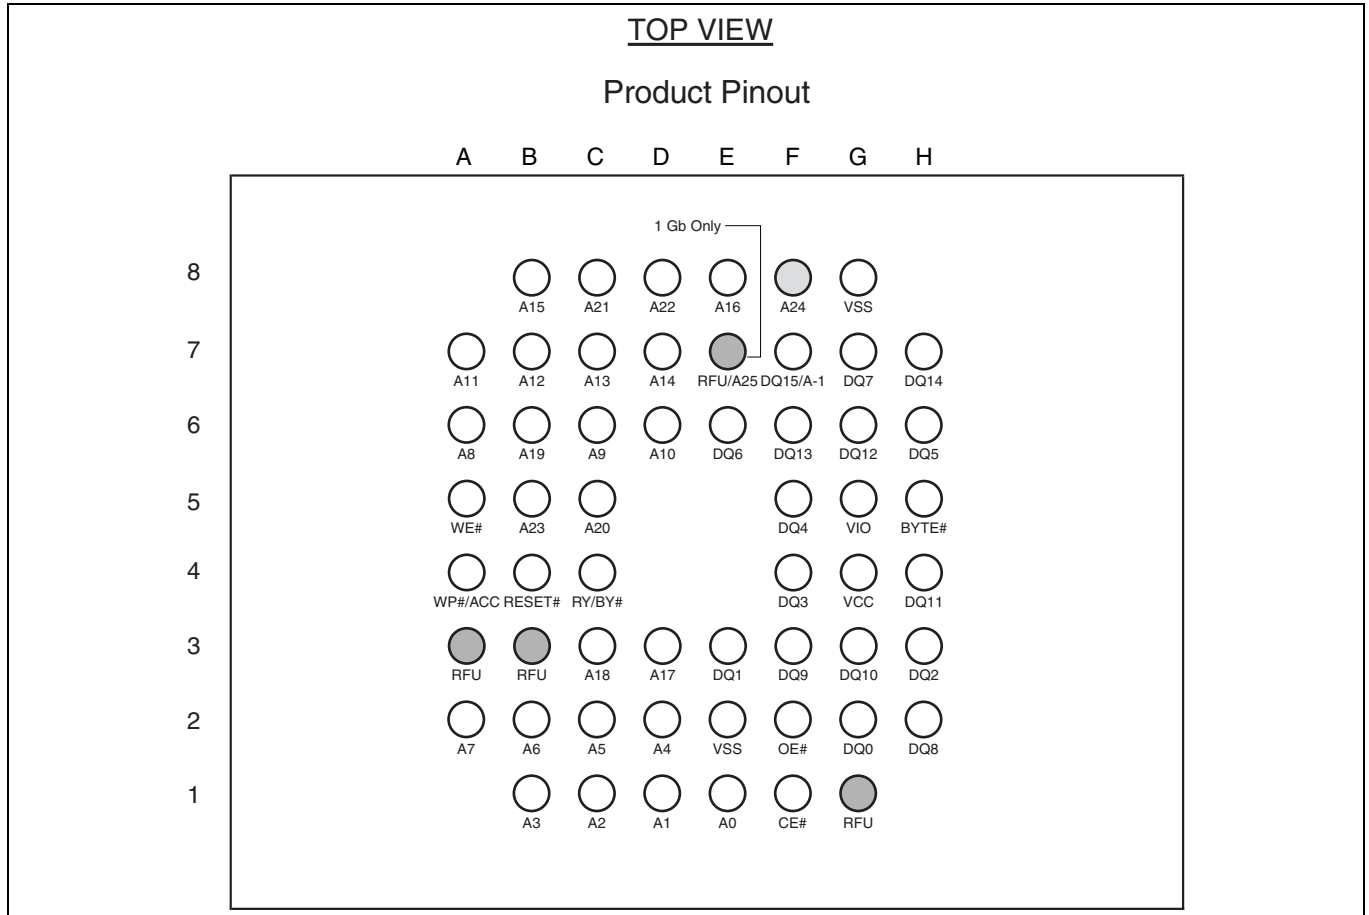 TOP VIEW
Product Pinout
A B C D E F G H
1 Gb Only
8
A15 A21 A22 A16 A24 VSS
7
A11 A12 A13 A14 RFU/A25 DQ15/A-1 DQ7 DQ14
6
A8 A19 A9 A10 DQ6 DQ13 DQ12 DQ5
5
WE# A23 A20 DQ4 VIO BYTE#
4
WP#/ACC RESET# RY/BY# DQ3 VCC DQ11
3
RFU RFU A18 A17 DQ1 DQ9 DQ10 DQ2
2
A7 A6 A5 A4 VSS OE# DQ0 DQ8
1
A3 A2 A1 A0 CE# RFU